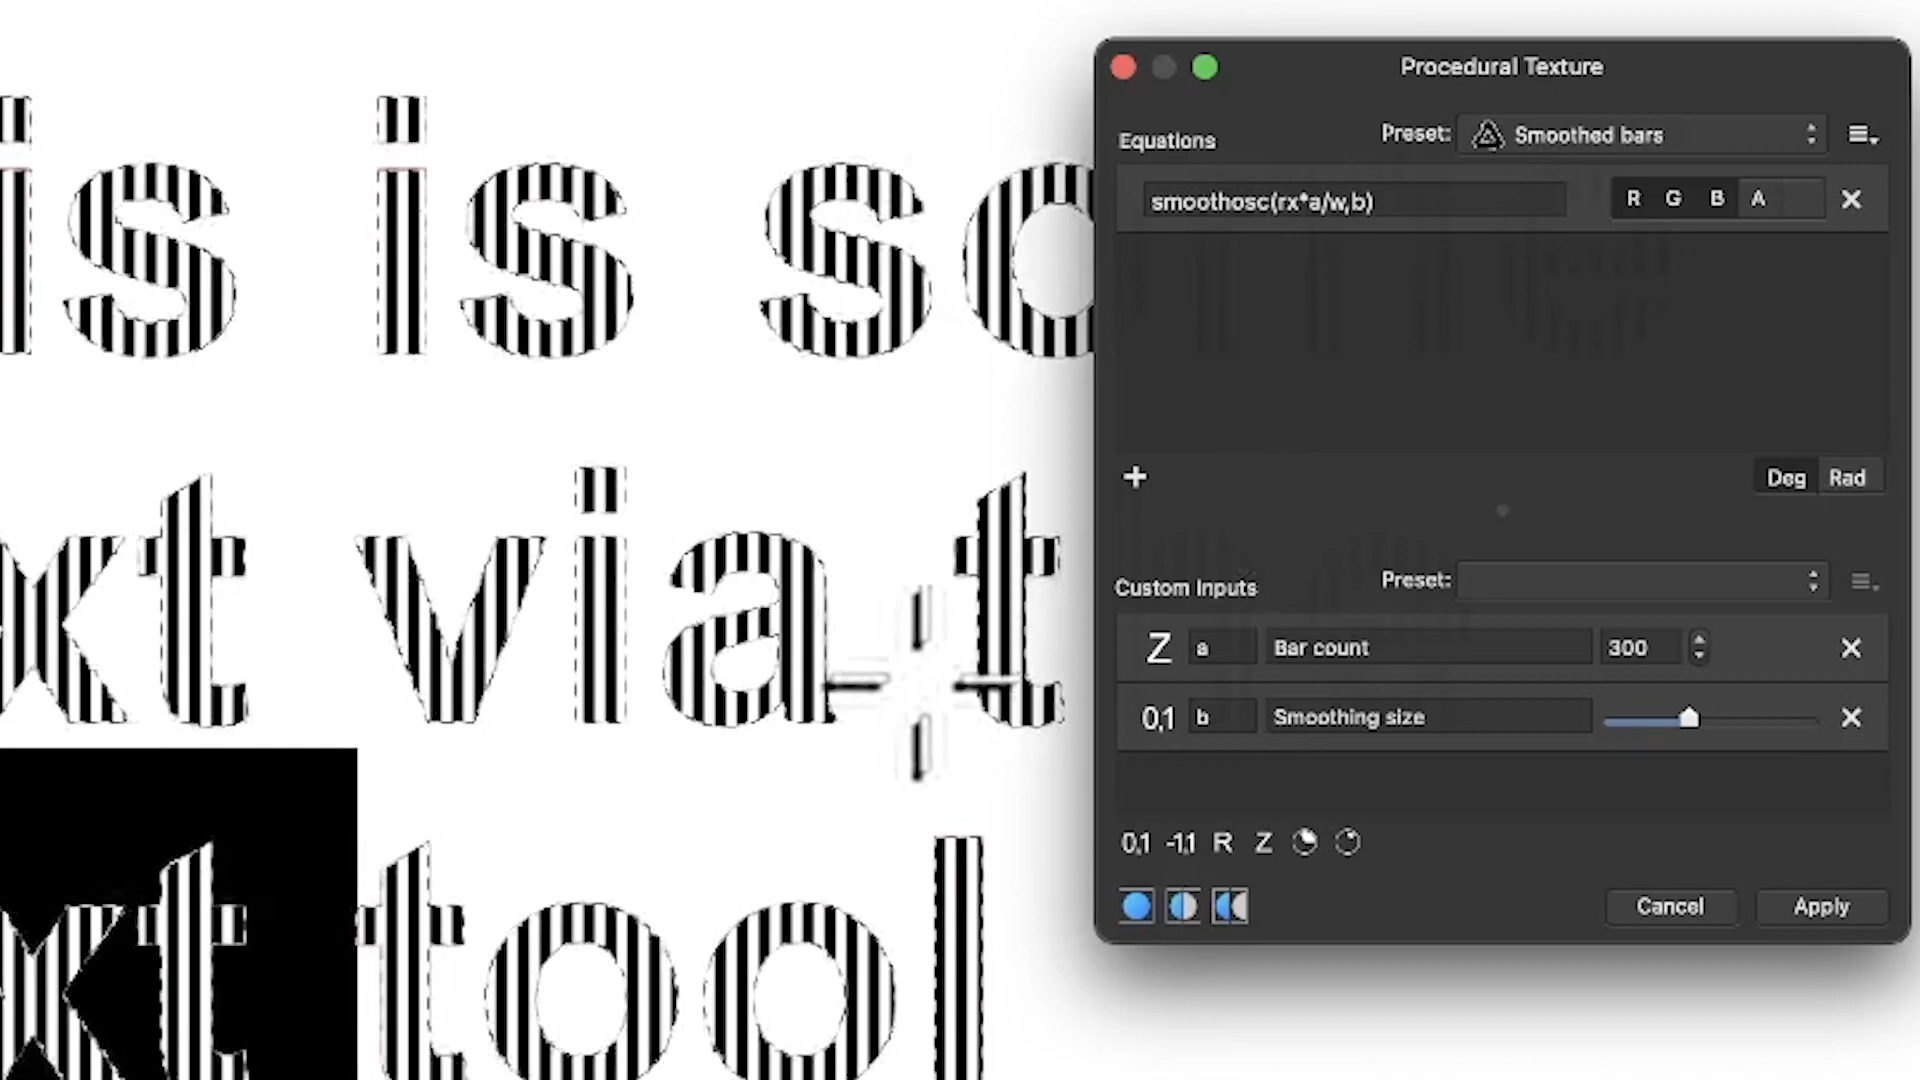 is is so
xt via t
xt tool
Procedural Texture
Equations
Preset: Smoothed bars
smoothosc(rx*a/w,b)
R G B A
Deg Rad
Custom Inputs
Preset:
Z a Bar count 300
0,1 b Smoothing size
0,1 -1,1 R Z
Cancel Apply